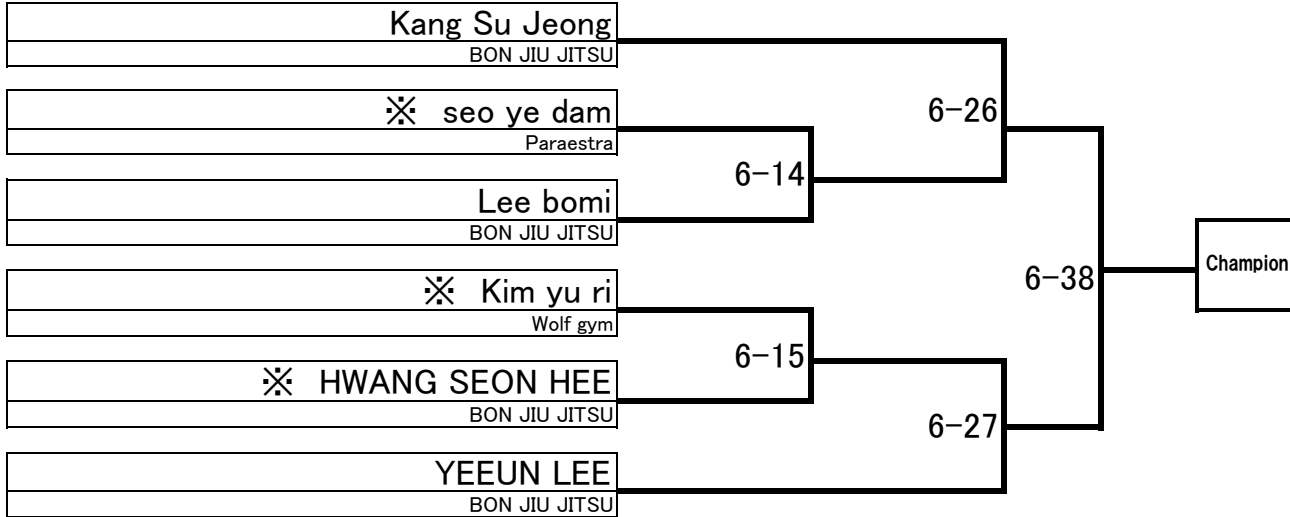 Kang Su Jeong
BON JIU JITSU
※ seo ye dam
Paraestra
Lee bomi
BON JIU JITSU
※ Kim yu ri
Wolf gym
※ HWANG SEON HEE
BON JIU JITSU
YEEUN LEE
BON JIU JITSU
6-14
6-15
6-26
6-27
6-38
Champion